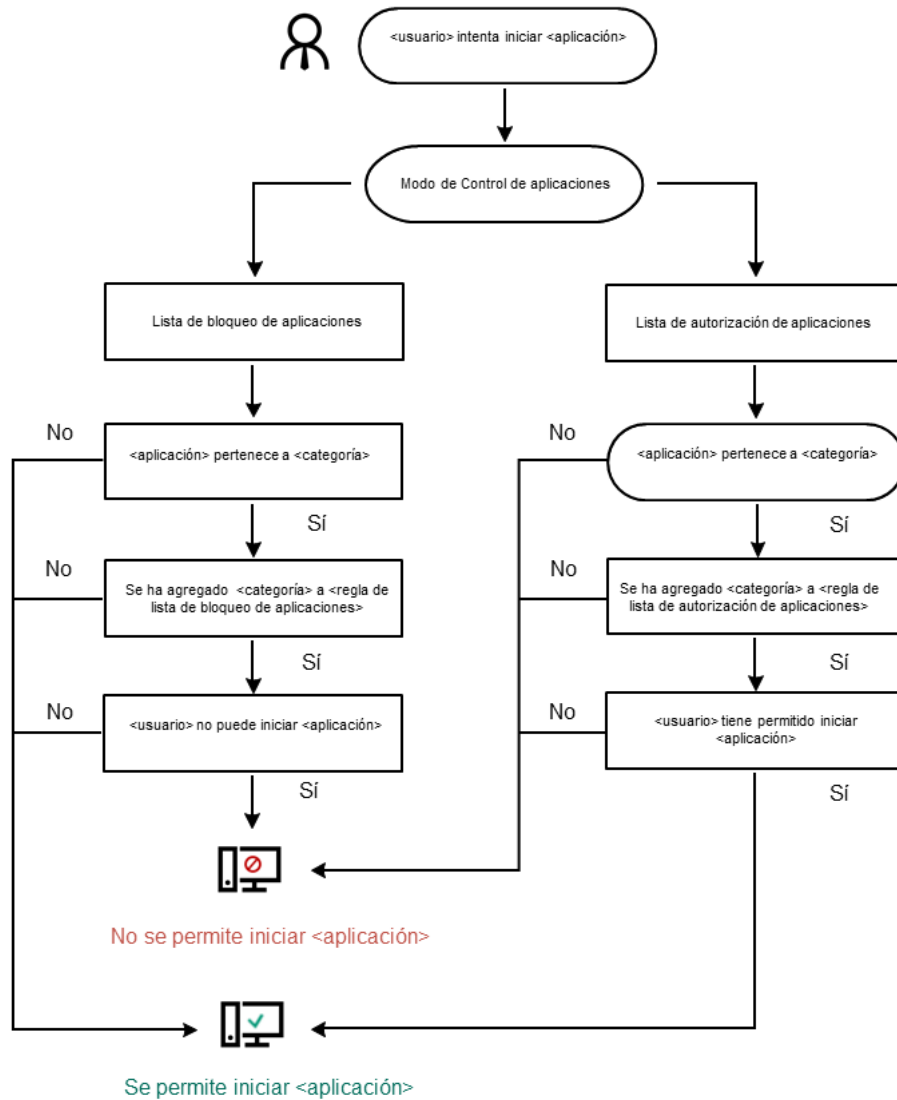 <usuario> intenta iniciar <aplicación>
Modo de Control de aplicaciones
Lista de bloqueo de aplicaciones
Lista de autorización de aplicaciones
No
<aplicación> pertenece a <categoría>
No
<aplicación> pertenece a <categoría>
Sí
Sí
No
Se ha agregado <categoría> a <regla de
lista de bloqueo de aplicaciones>
No
Se ha agregado <categoría> a <regla de
lista de autorización de aplicaciones>
Sí
Sí
No
<usuario> no puede iniciar <aplicación>
No
<usuario> tiene permitido iniciar
<aplicación>
Sí
Sí
No se permite iniciar <aplicación>
Se permite iniciar <aplicación>